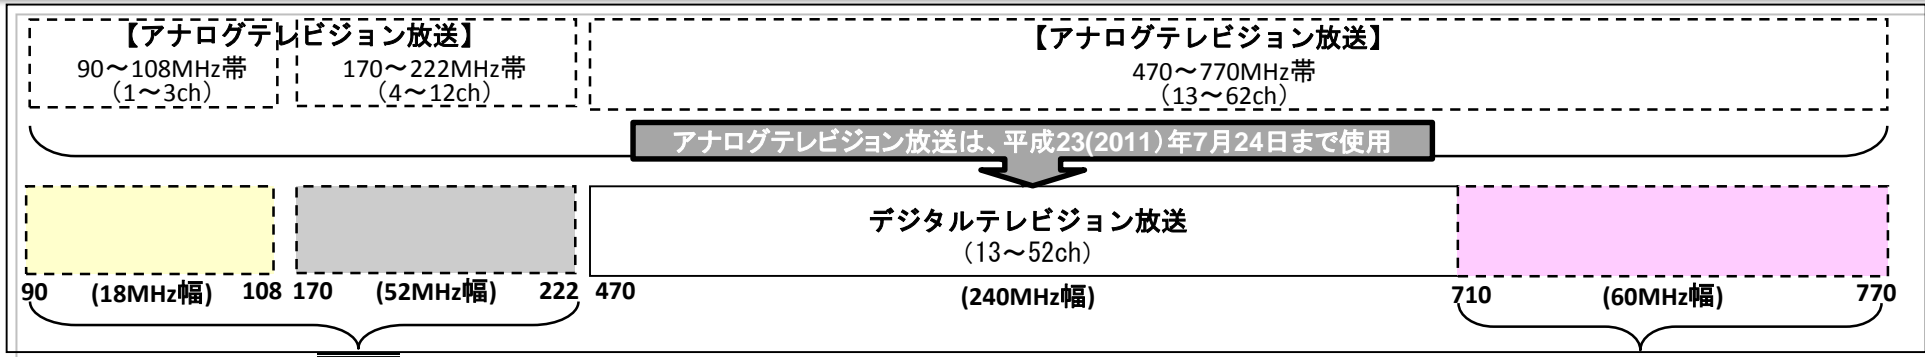 【アナログテレビジョン放送】
90～108MHz帯
（1～3ch）
170～222MHz帯
（4～12ch）
【アナログテレビジョン放送】
470～770MHz帯
（13～62ch）
アナログテレビジョン放送は、平成23(2011）年7月24日まで使用
デジタルテレビジョン放送
（13～52ch）
90 (18MHz幅) 108 170 (52MHz幅) 222 470 (240MHz幅) 710 (60MHz幅) 770